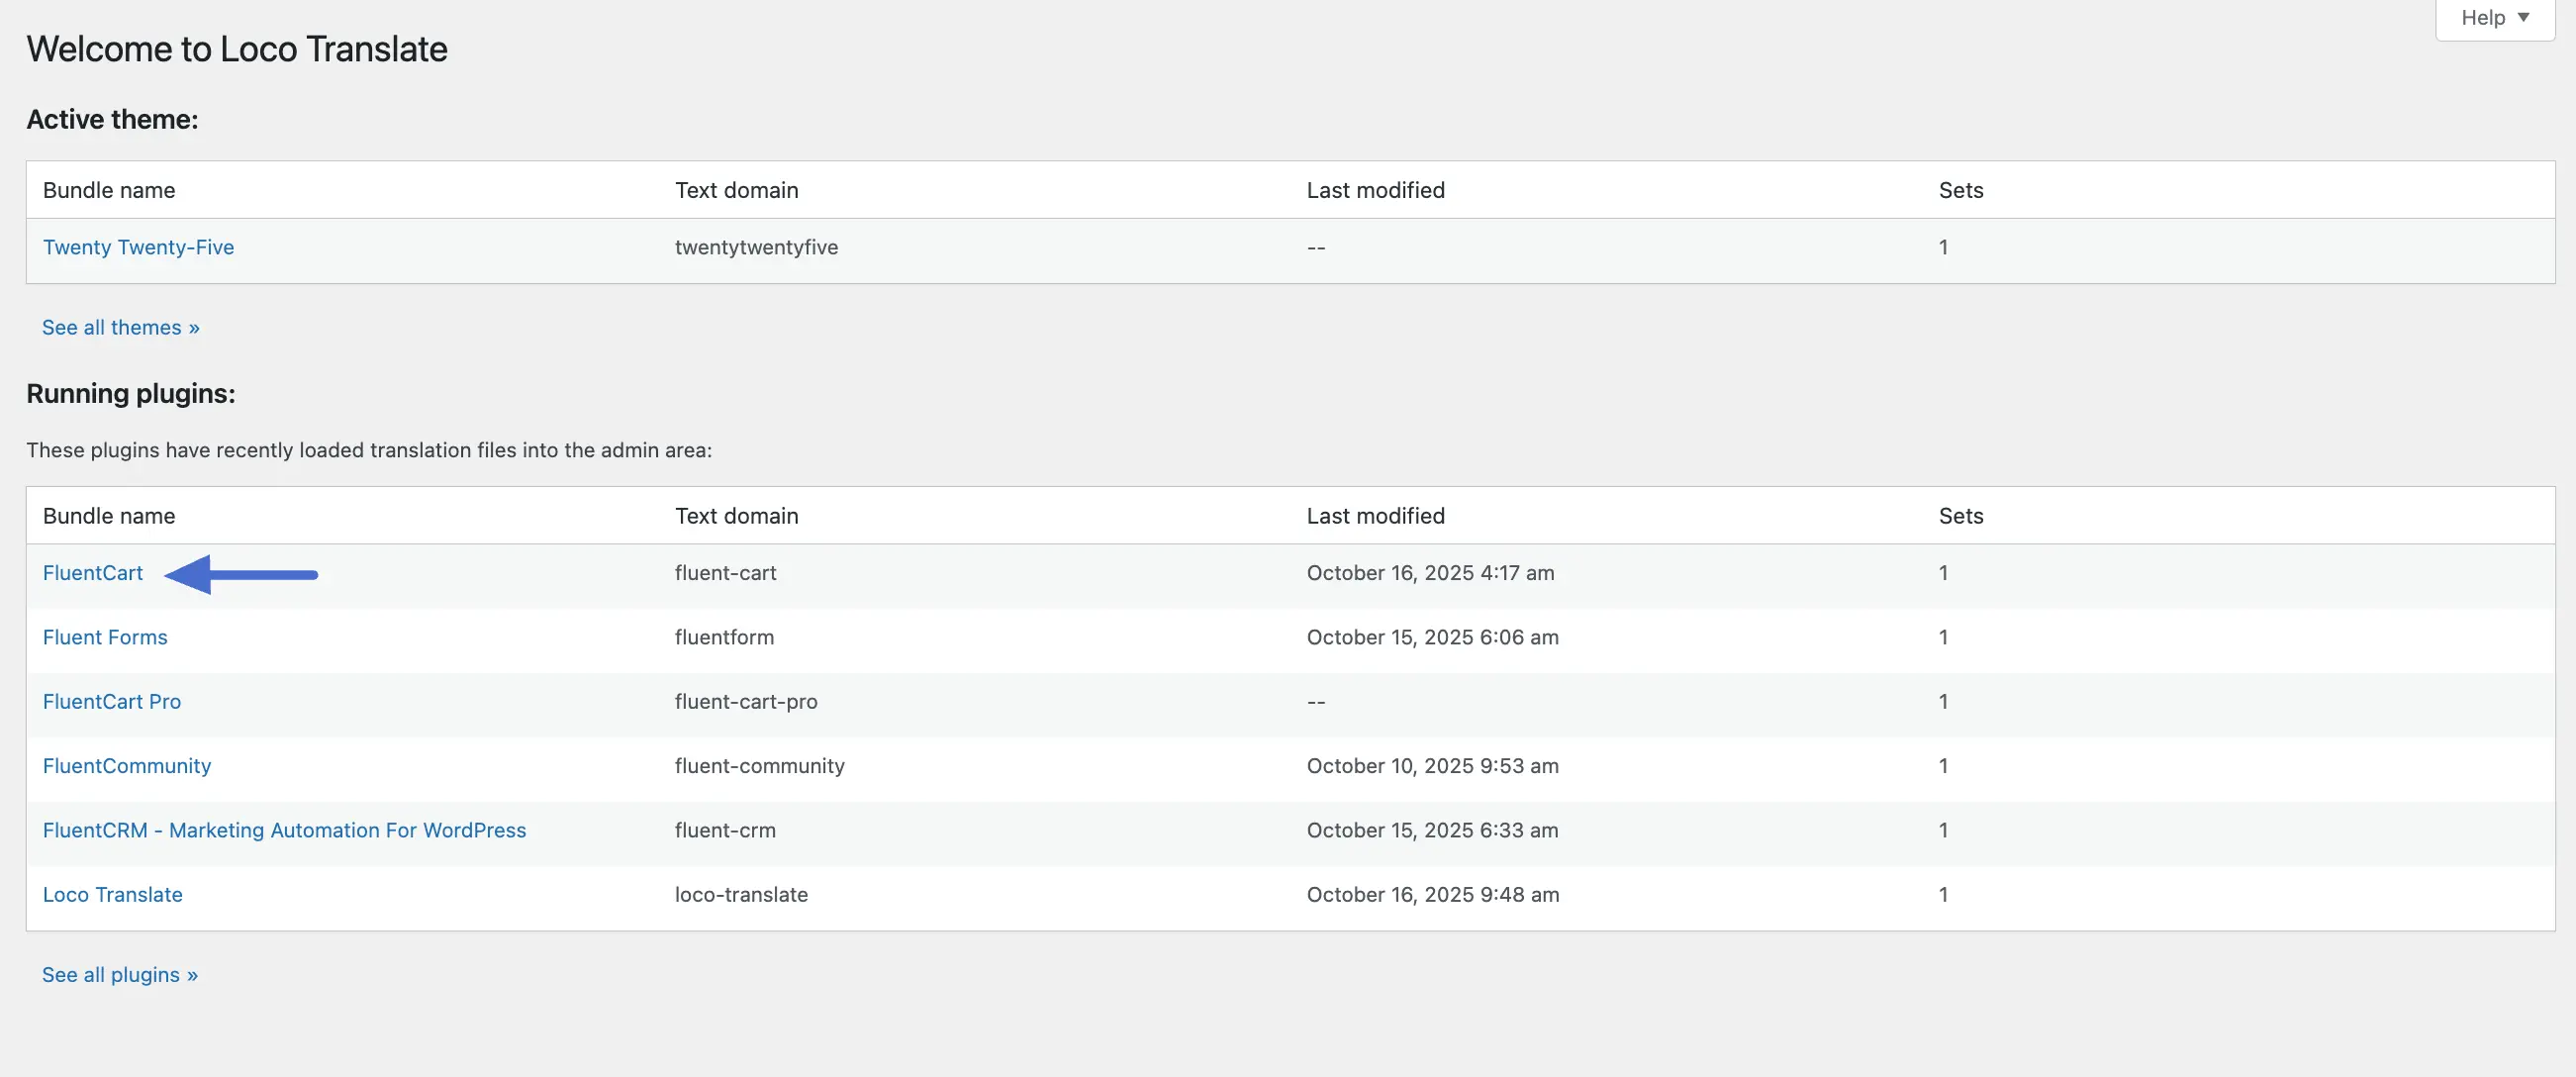 Help ▼
Welcome to Loco Translate
Active theme:
Bundle name Text domain Last modified Sets
Twenty Twenty-Five twentytwentyfive -- 1
See all themes »
Running plugins:
These plugins have recently loaded translation files into the admin area:
Bundle name Text domain Last modified Sets
FluentCart fluent-cart October 16, 2025 4:17 am 1
Fluent Forms fluentform October 15, 2025 6:06 am 1
FluentCart Pro fluent-cart-pro -- 1
FluentCommunity fluent-community October 10, 2025 9:53 am 1
FluentCRM - Marketing Automation For WordPress fluent-crm October 15, 2025 6:33 am 1
Loco Translate loco-translate October 16, 2025 9:48 am 1
See all plugins »